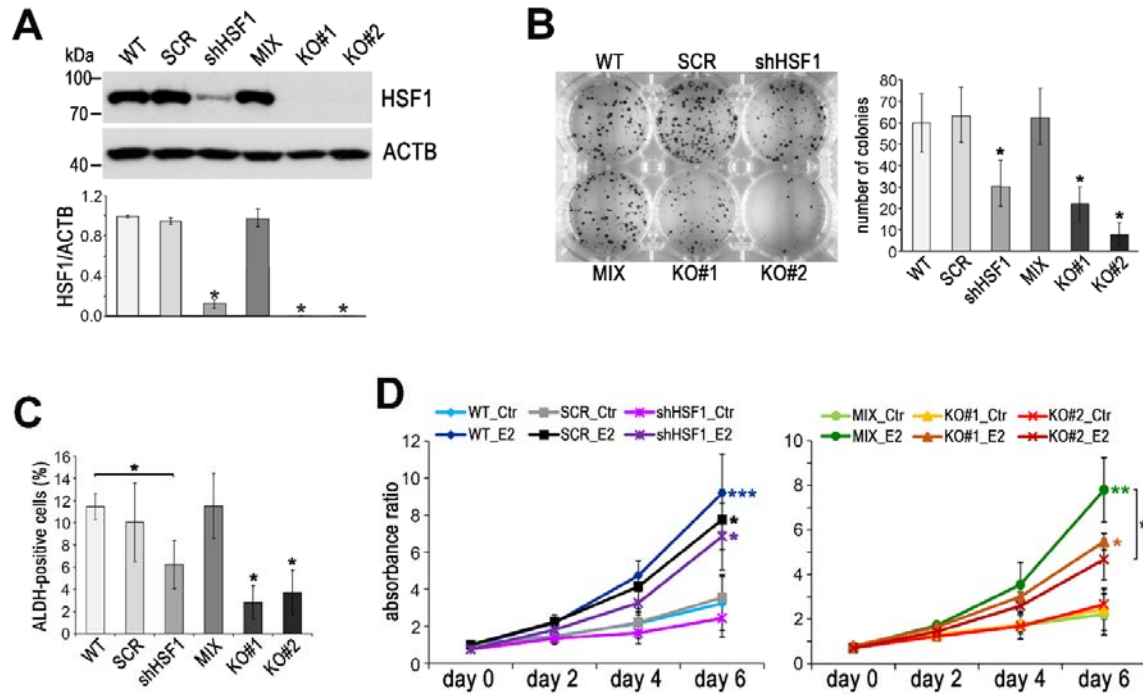 A
kDa
WT SCR shHSF1 MIX KO#1 KO#2
100
70
HSF1
40
ACTB
HSF1/ACTB
1.2
0.8
0.4
0.0
* * *
B
WT SCR shHSF1
MIX KO#1 KO#2
number of colonies
80
70
60
50
40
30
20
10
0
* * *
WT SCR shHSF1 MIX KO#1 KO#2
C
ALDH-positive cells (%)
16
14
12
10
8
6
4
2
0
* * *
WT SCR shHSF1 MIX KO#1 KO#2
D
WT_Ctr SCR_Ctr shHSF1_Ctr
WT_E2 SCR_E2 shHSF1_E2
absorbance ratio
12
10
8
6
4
2
0
***
*
*
day 0 day 2 day 4 day 6
MIX_Ctr KO#1_Ctr KO#2_Ctr
MIX_E2 KO#1_E2 KO#2_E2
10
8
6
4
2
0
**
*
*
day 0 day 2 day 4 day 6